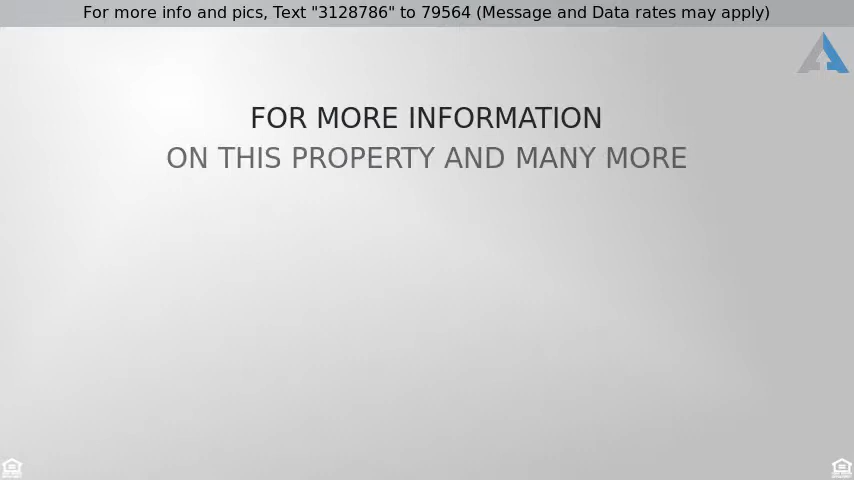 For more info and pics, Text "3128786" to 79564 (Message and Data rates may apply)
FOR MORE INFORMATION
ON THIS PROPERTY AND MANY MORE